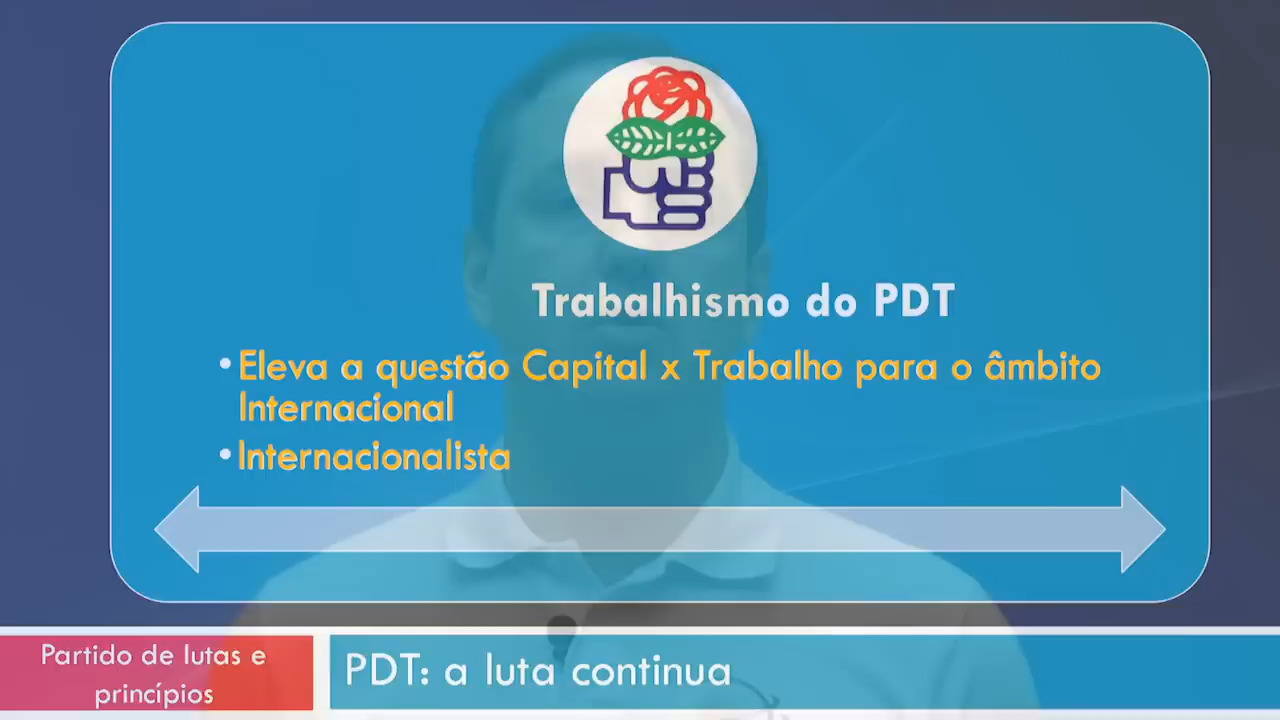 Trabalhismo do PDT
•Eleva a questão Capital x Trabalho para o âmbito
Internacional
•Internacionalista
Partido de lutas e
princípios
PDT: a luta continua